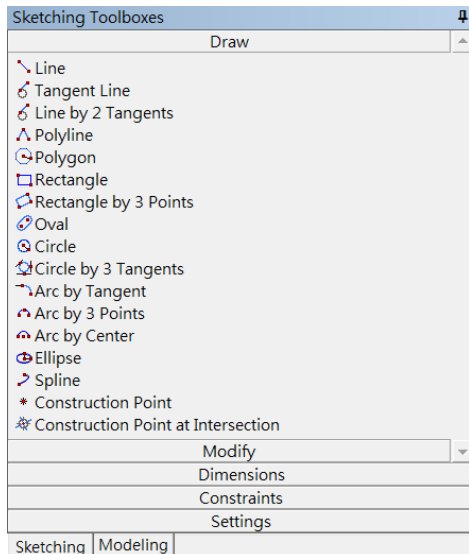 Sketching Toolboxes
Draw
Line
Tangent Line
Line by 2 Tangents
Polyline
Polygon
Rectangle
Rectangle by 3 Points
Oval
Circle
Circle by 3 Tangents
Arc by Tangent
Arc by 3 Points
Arc by Center
Ellipse
Spline
Construction Point
Construction Point at Intersection
Modify
Dimensions
Constraints
Settings
Sketching Modeling